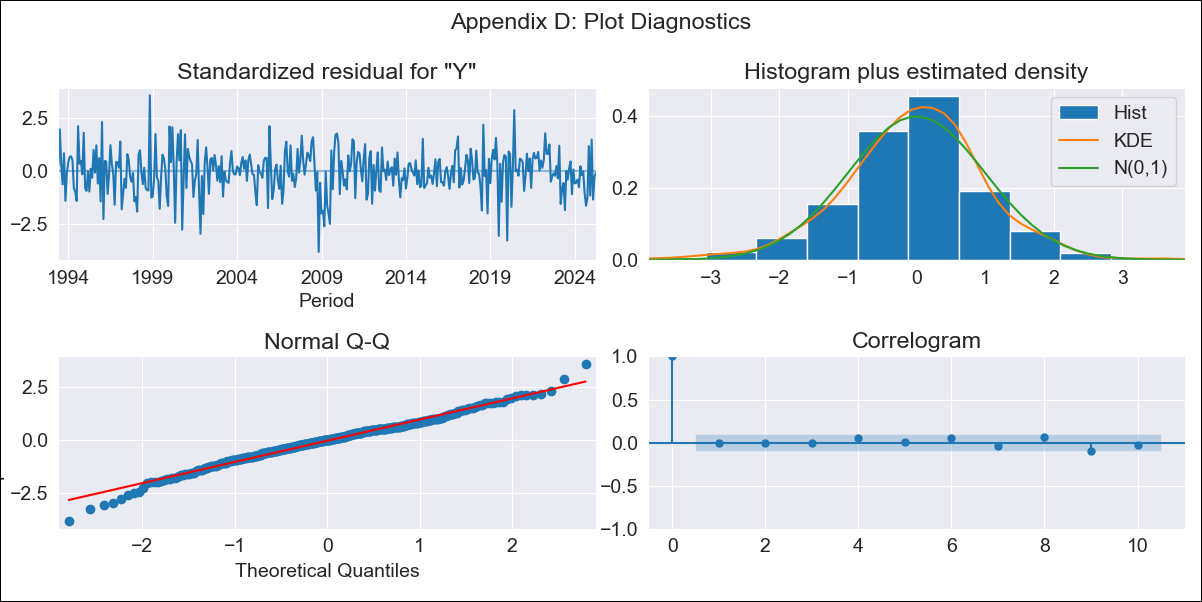 Appendix D: Plot Diagnostics
Standardized residual for "Y"
2.5
0.0
−2.5
1994 1999 2004 2009 2014 2019 2024
Period
Histogram plus estimated density
0.4
0.2
0.0
−3 −2 −1 0 1 2 3
Hist
KDE
N(0,1)
Normal Q-Q
2.5
0.0
−2.5
−2 −1 0 1 2
Theoretical Quantiles
Correlogram
1.0
0.5
0.0
−0.5
−1.0
0 2 4 6 8 10